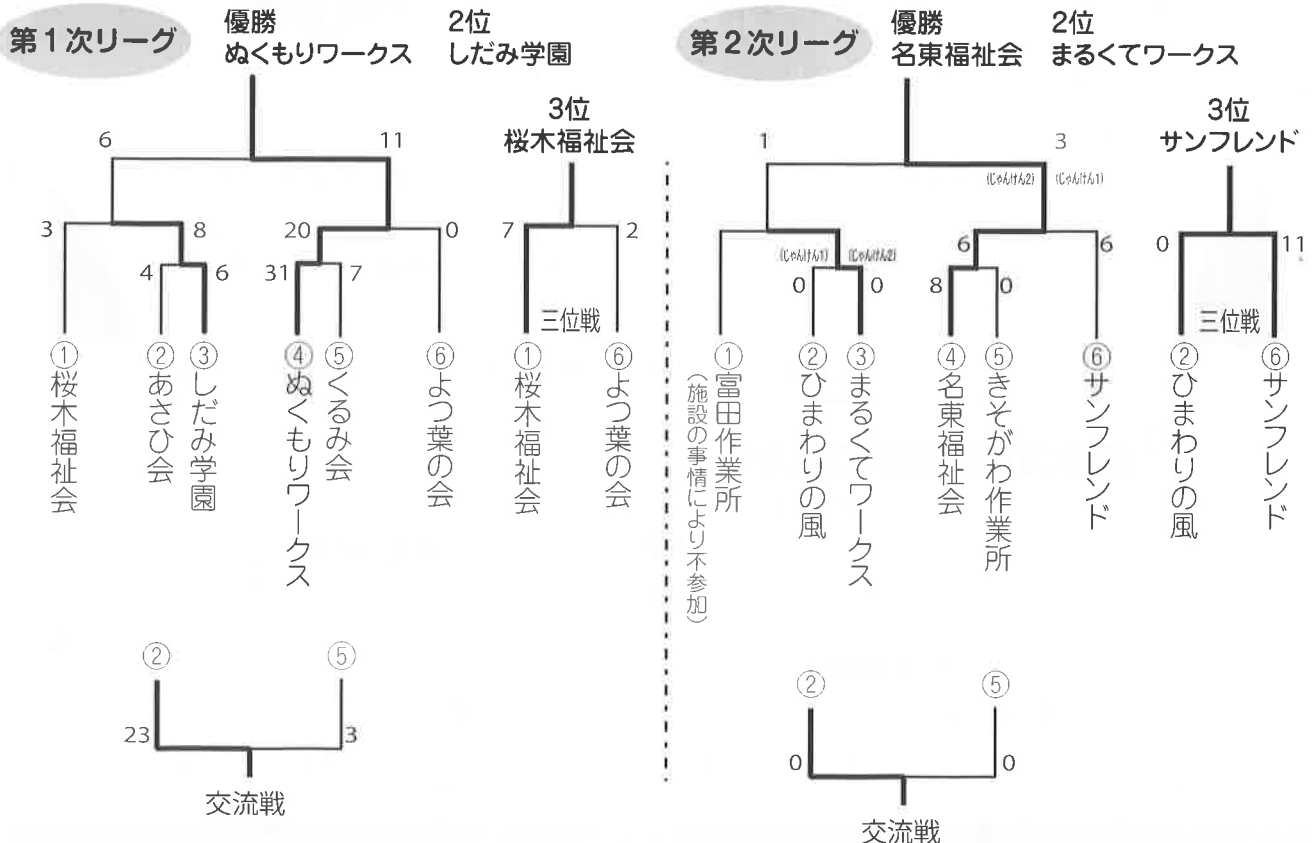 第1次リーグ
優勝
ぬくもりワークス
2位
しだみ学園
3位
桜木福祉会
6
11
3
8
20
0
7
2
4
6
31
7
三位戦
①桜木福祉会
②あさひ会
③しだみ学園
④ぬくもりワークス
⑤くるみ会
⑥よつ葉の会
①桜木福祉会
⑥よつ葉の会
②
⑤
23
3
交流戦
第2次リーグ
優勝
名東福祉会
2位
まるくてワークス
3位
サンフレンド
1
3
(じゃんけん2)
(じゃんけん1)
(じゃんけん1)
(じゃんけん2)
6
6
0
11
0
0
8
0
三位戦
①富田作業所
(施設の事情により不参加)
②ひまわりの風
③まるくてワークス
④名東福祉会
⑤きそがわ作業所
⑥サンフレンド
②ひまわりの風
⑥サンフレンド
②
⑤
0
0
交流戦